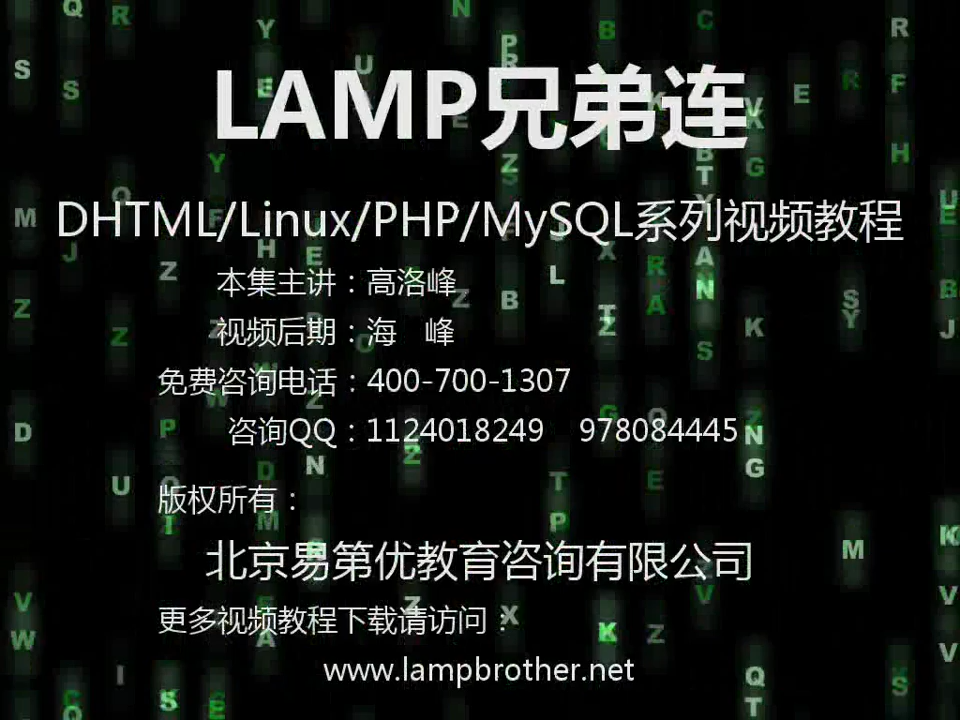 LAMP兄弟连
DHTML/Linux/PHP/MySQL系列视频教程
本集主讲：高洛峰
视频后期：海　峰
免费咨询电话：400-700-1307
咨询QQ：1124018249　978084445
版权所有：
北京易第优教育咨询有限公司
更多视频教程下载请访问：
www.lampbrother.net